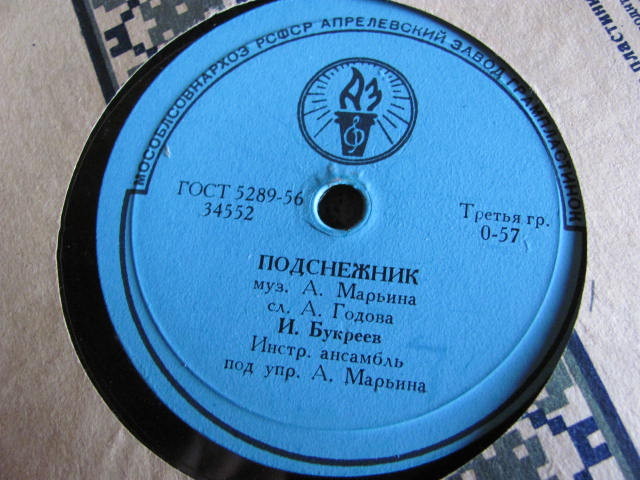 МОСОБЛСОВНАРХОЗ РСФСР АПРЕЛЕВСКИЙ ЗАВОД ГРАМПЛАСТИНОК
АЗ
ГОСТ 5289-56
34552
Третья гр.
0-57
ПОДСНЕЖНИК
муз. А. Марьина
сл. А. Годова
И. Букреев
Инстр. ансамбль
под упр. А. Марьина